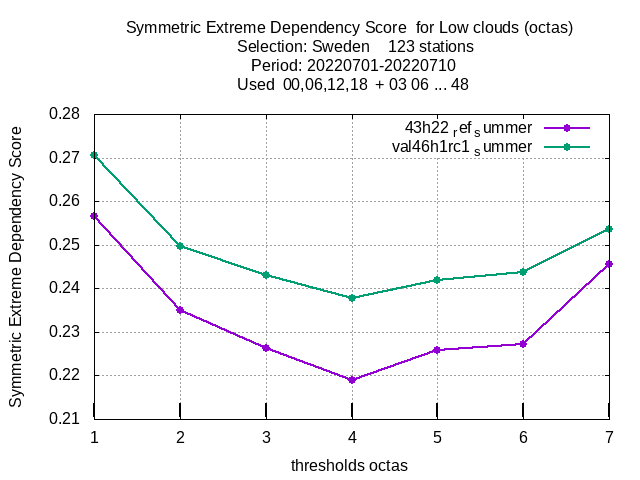 Symmetric Extreme Dependency Score  for Low clouds (octas)
Selection: Sweden    123 stations
Period: 20220701-20220710
Used  00,06,12,18  + 03 06 ... 48
0.28
0.27
0.26
0.25
0.24
0.23
0.22
0.21
Symmetric Extreme Dependency Score
43h22 ref summer
val46h1rc1 summer
1 2 3 4 5 6 7
thresholds octas